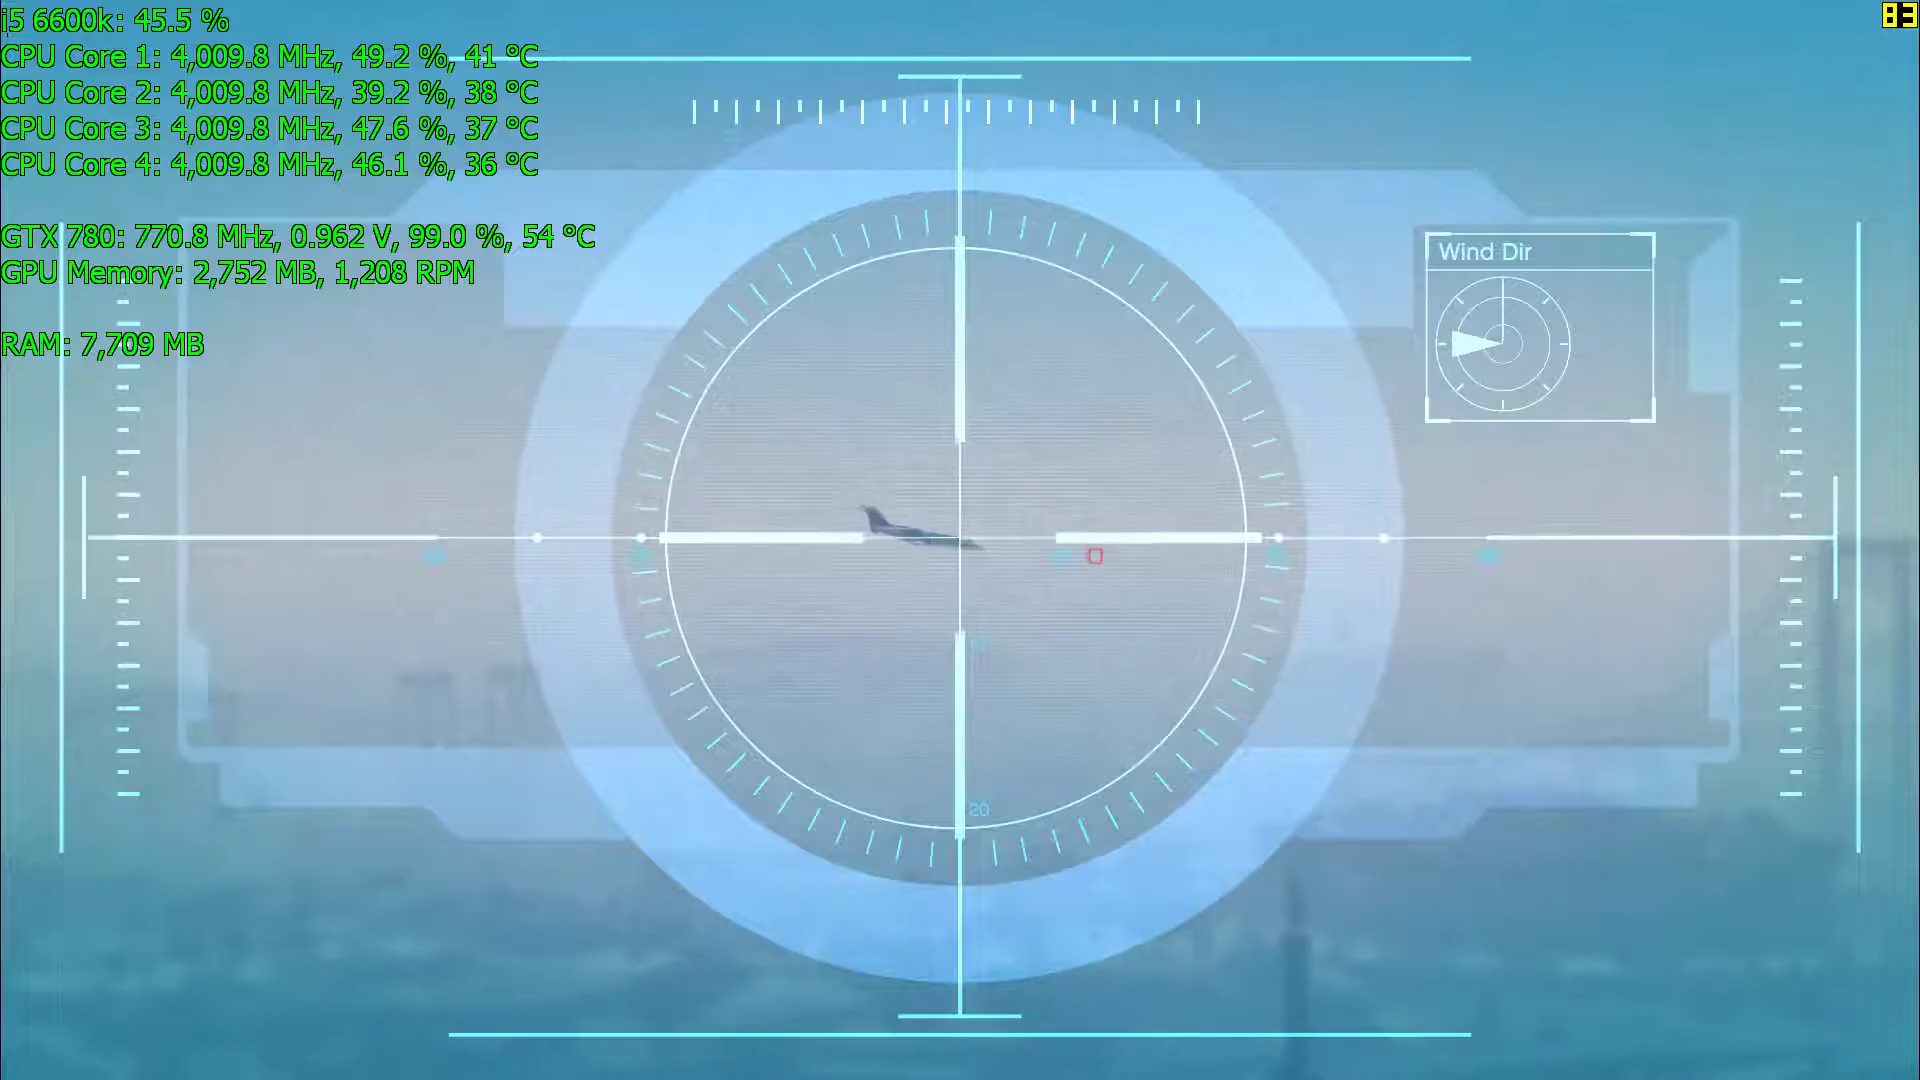 i5 6600k: 45.5 %
83
CPU Core 1: 4,009.8 MHz, 49.2 %, 41 °C
CPU Core 2: 4,009.8 MHz, 39.2 %, 38 °C
CPU Core 3: 4,009.8 MHz, 47.6 %, 37 °C
CPU Core 4: 4,009.8 MHz, 46.1 %, 36 °C
GTX 780: 770.8 MHz, 0.962 V, 99.0 %, 54 °C
Wind Dir
GPU Memory: 2,752 MB, 1,208 RPM
RAM: 7,709 MB
20